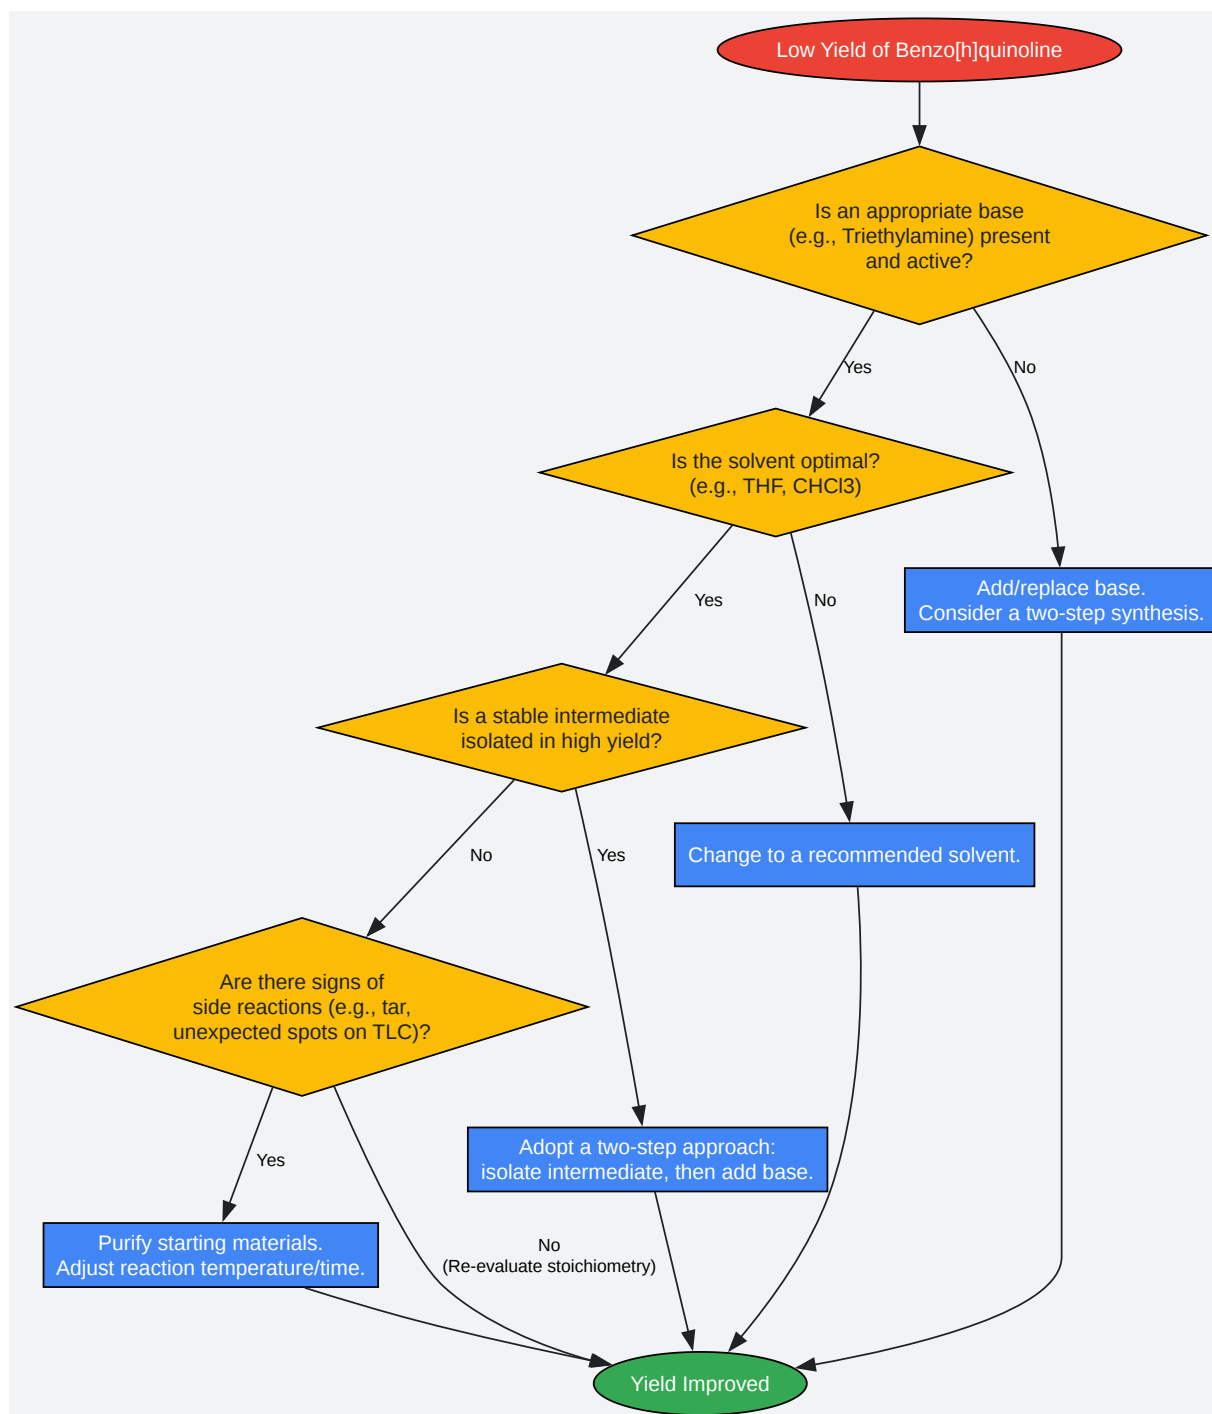 Low Yield of Benzo[h]quinoline
Is an appropriate base
(e.g., Triethylamine) present
and active?
Yes
No
Is the solvent optimal?
(e.g., THF, CHCl3)
Add/replace base.
Consider a two-step synthesis.
Yes
No
Is a stable intermediate
isolated in high yield?
Change to a recommended solvent.
No
Yes
Are there signs of
side reactions (e.g., tar,
unexpected spots on TLC)?
Adopt a two-step approach:
isolate intermediate, then add base.
Yes
Purify starting materials.
Adjust reaction temperature/time.
No
(Re-evaluate stoichiometry)
Yield Improved